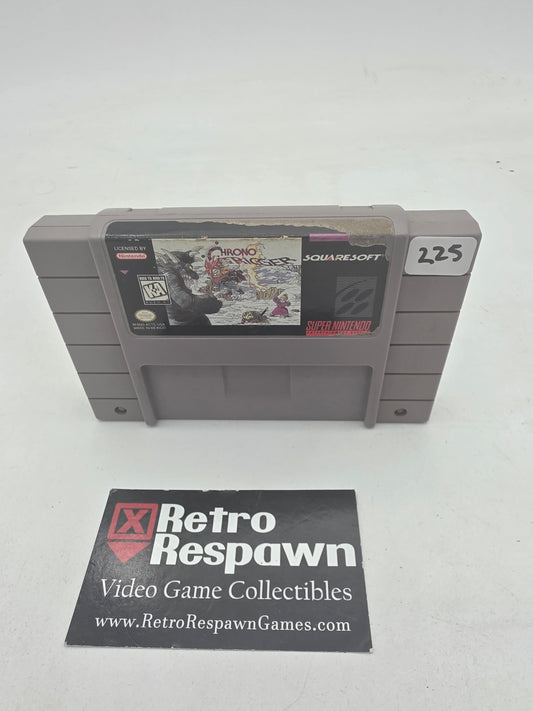 LICENSED BY
Nintendo
CHRONO
TRIGGER
SQUARESOFT
225
SUPER NINTENDO
Retro
Respawn
Video Game Collectibles
www.RetroRespawnGames.com